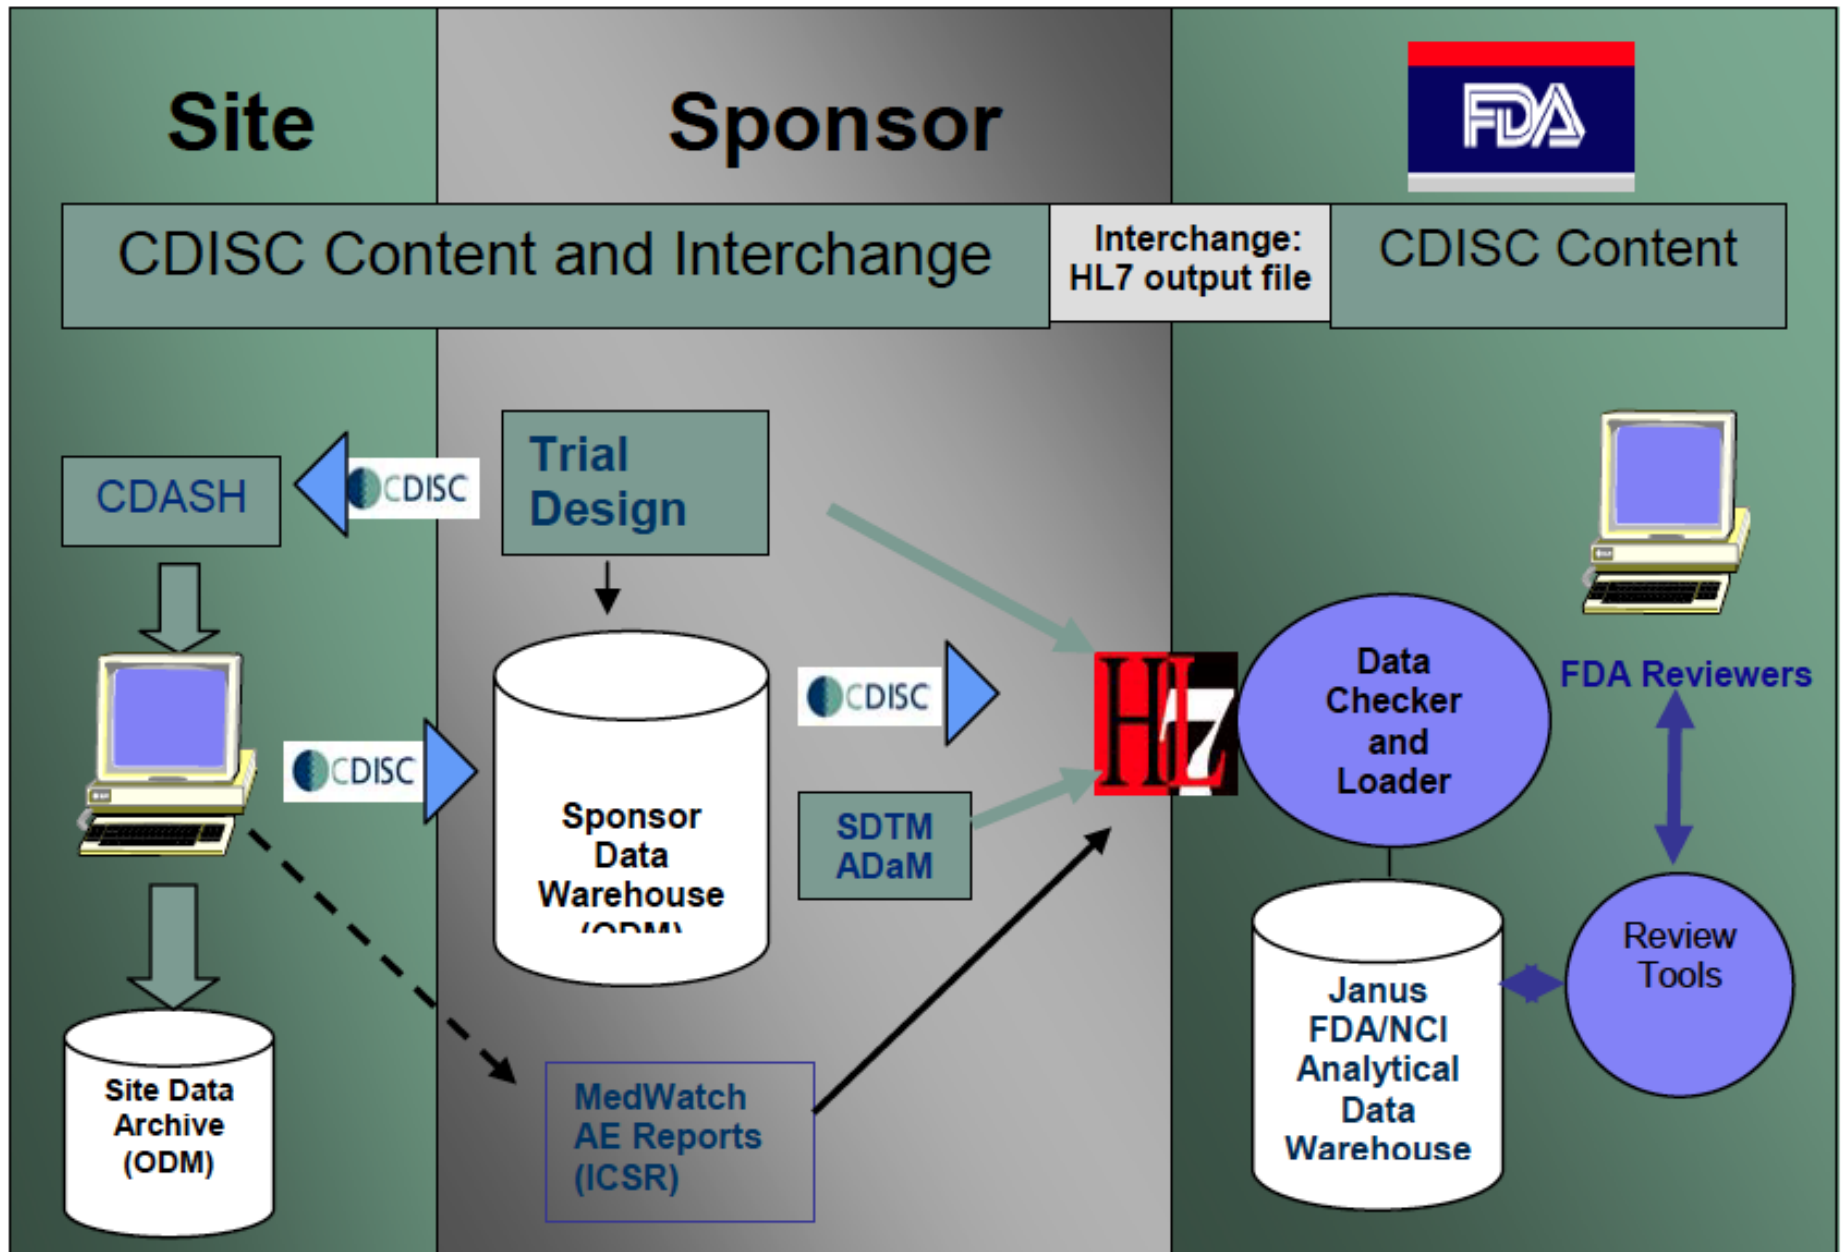 Site
Sponsor
FDA
CDISC Content and Interchange
Interchange:
HL7 output file
CDISC Content
CDASH
CDISC
Trial
Design
CDISC
Sponsor
Data
Warehouse
(ODM)
CDISC
SDTM
ADaM
HL7
Data
Checker
and
Loader
FDA Reviewers
Review
Tools
Janus
FDA/NCI
Analytical
Data
Warehouse
Site Data
Archive
(ODM)
MedWatch
AE Reports
(ICSR)